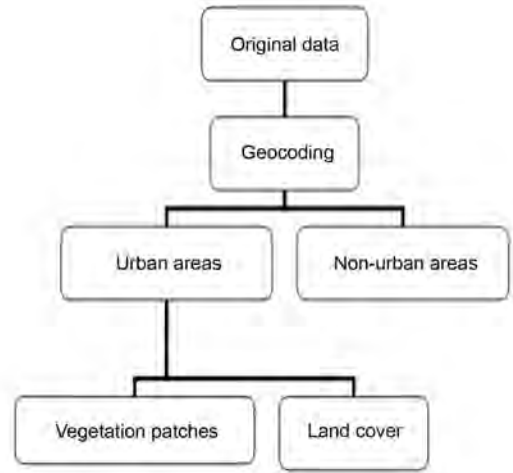 Original data
Geocoding
Urban areas
Non-urban areas
Vegetation patches
Land cover